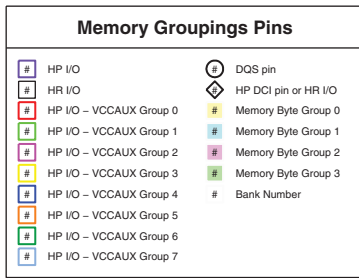 Memory Groupings Pins
# HP I/O
# HR I/O
# HP I/O – VCCAUX Group 0
# HP I/O – VCCAUX Group 1
# HP I/O – VCCAUX Group 2
# HP I/O – VCCAUX Group 3
# HP I/O – VCCAUX Group 4
# HP I/O – VCCAUX Group 5
# HP I/O – VCCAUX Group 6
# HP I/O – VCCAUX Group 7
# DQS pin
# HP DCI pin or HR I/O
# Memory Byte Group 0
# Memory Byte Group 1
# Memory Byte Group 2
# Memory Byte Group 3
# Bank Number